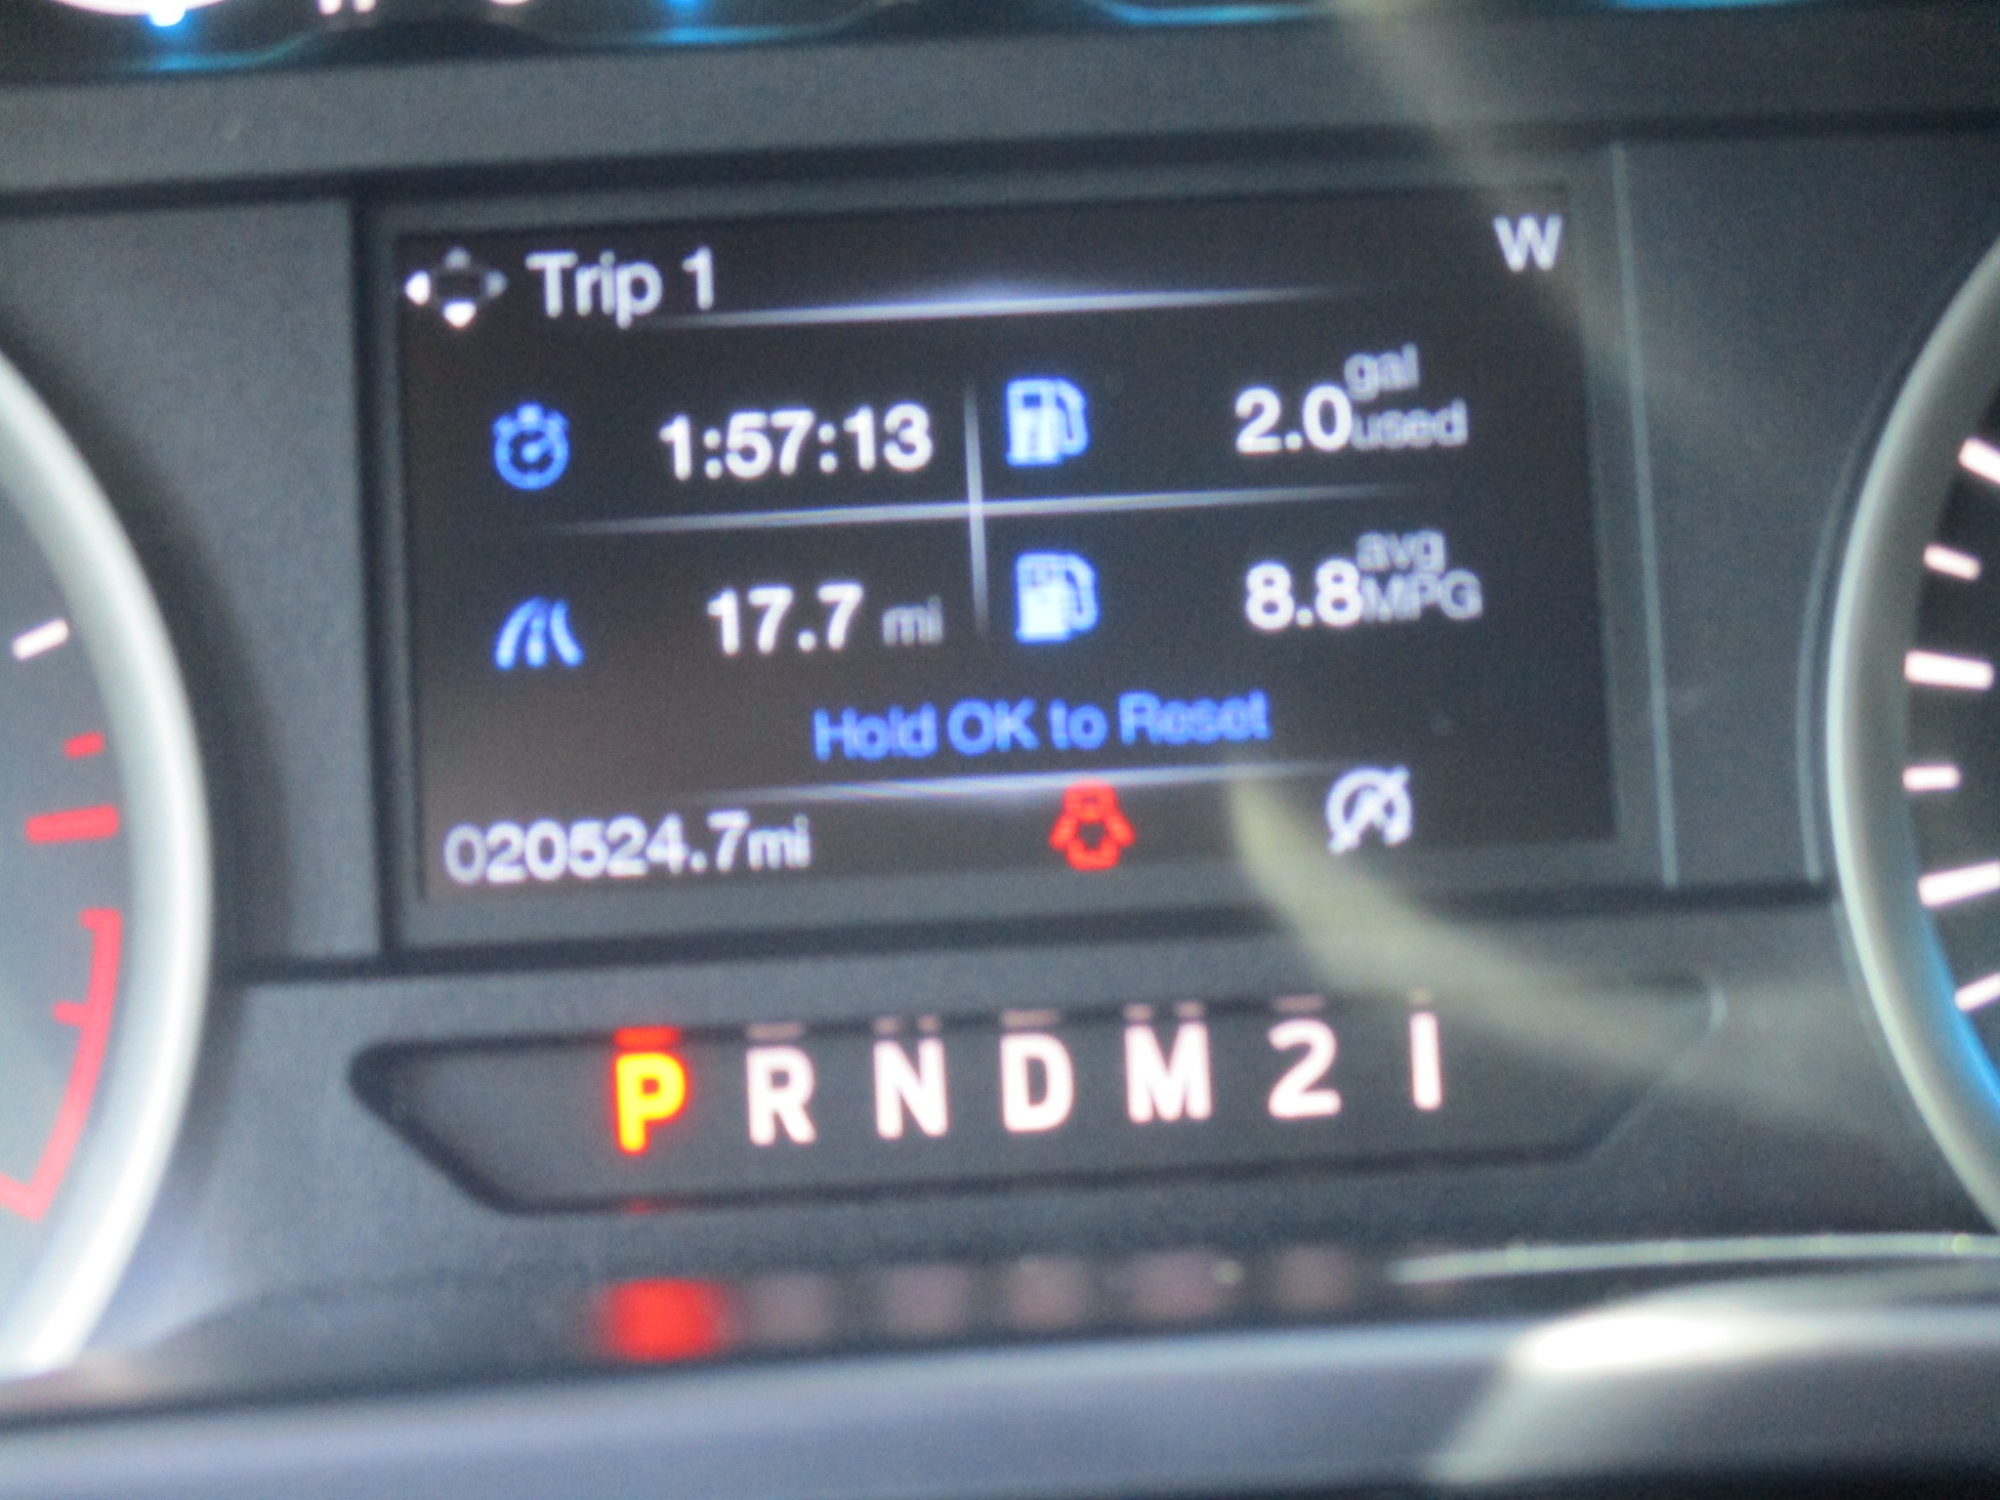 Trip 1
W
1:57:13
2.0 gal used
17.7 mi
8.8 avg MPG
Hold OK to Reset
020524.7mi
P R N D M 2 1